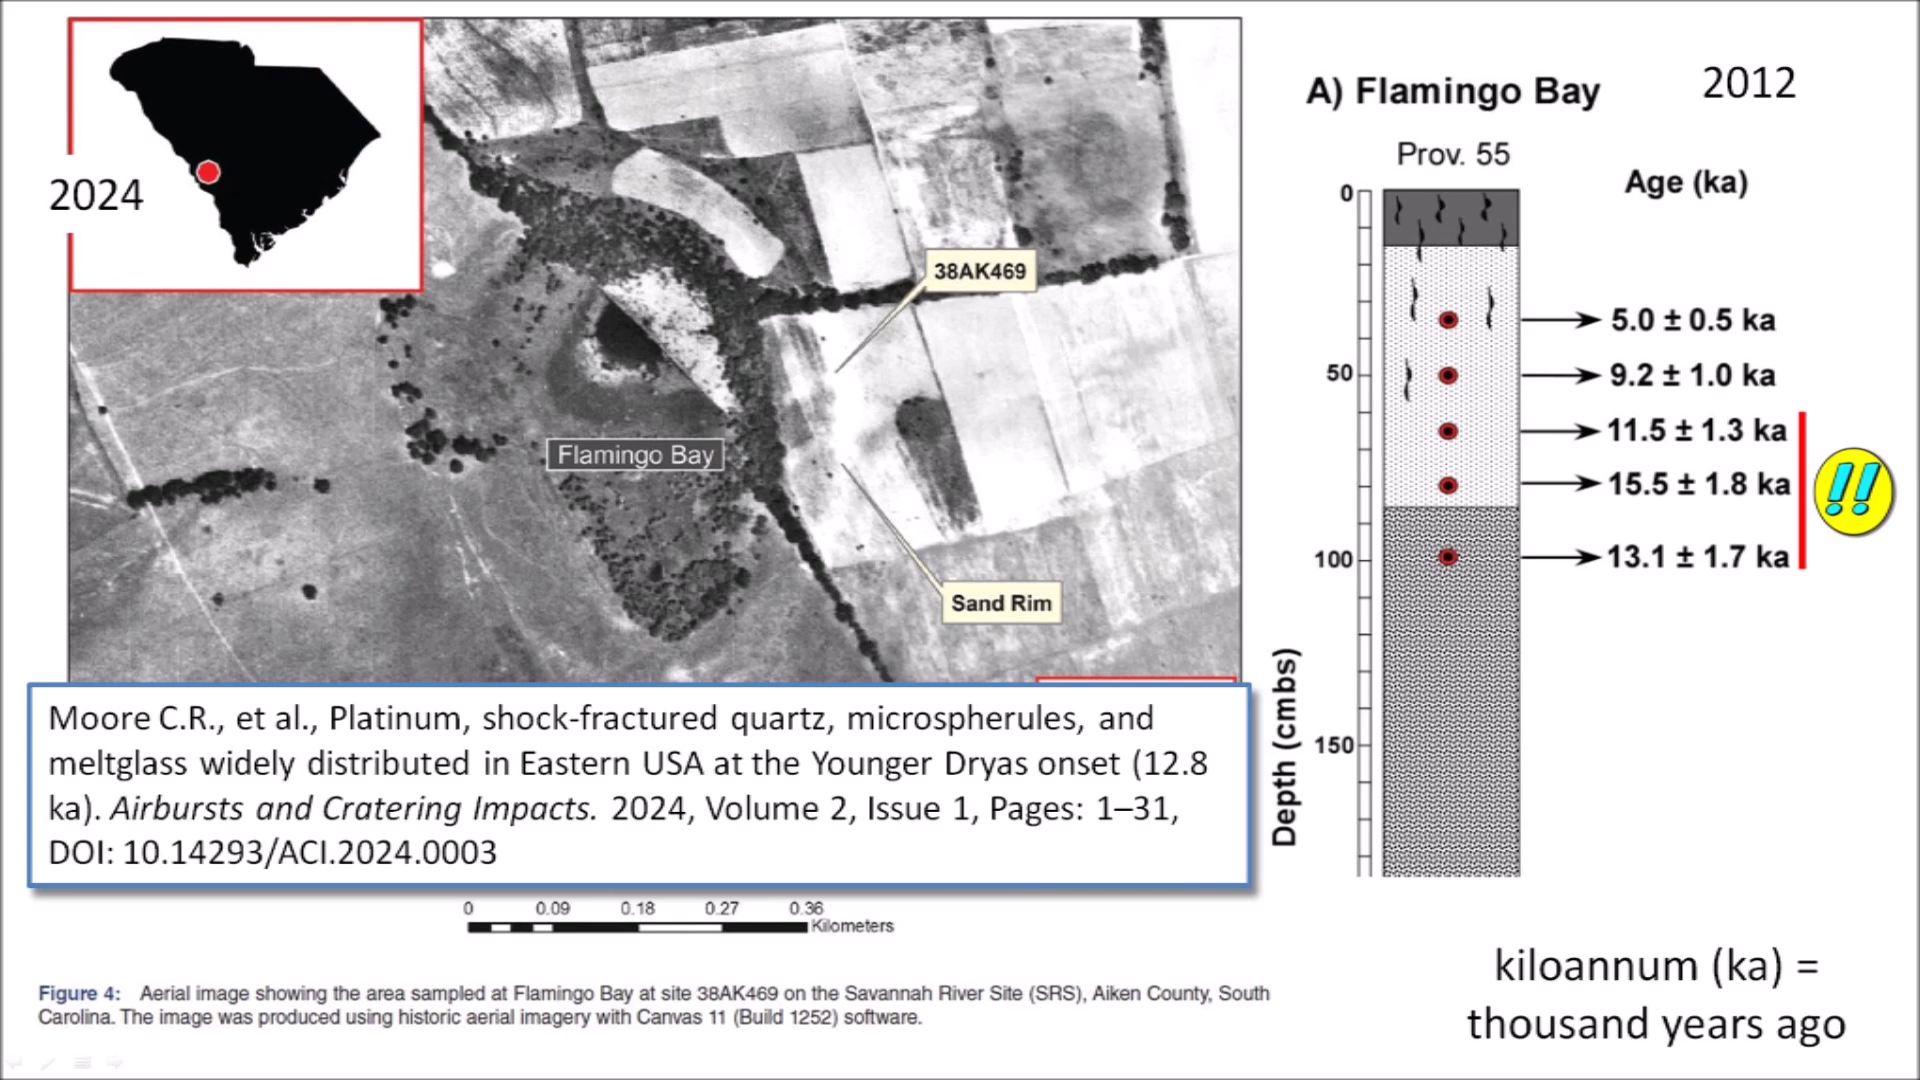 2024
38AK469
Flamingo Bay
Sand Rim
Moore C.R., et al., Platinum, shock-fractured quartz, microspherules, and
meltglass widely distributed in Eastern USA at the Younger Dryas onset (12.8
ka). Airbursts and Cratering Impacts. 2024, Volume 2, Issue 1, Pages: 1–31,
DOI: 10.14293/ACI.2024.0003
0 0.09 0.18 0.27 0.36
Kilometers
Figure 4: Aerial image showing the area sampled at Flamingo Bay at site 38AK469 on the Savannah River Site (SRS), Aiken County, South
Carolina. The image was produced using historic aerial imagery with Canvas 11 (Build 1252) software.
A) Flamingo Bay
2012
Prov. 55
Age (ka)
0
5.0 ± 0.5 ka
50
9.2 ± 1.0 ka
11.5 ± 1.3 ka
15.5 ± 1.8 ka
!!
100
13.1 ± 1.7 ka
150
Depth (cmbs)
kiloannum (ka) =
thousand years ago